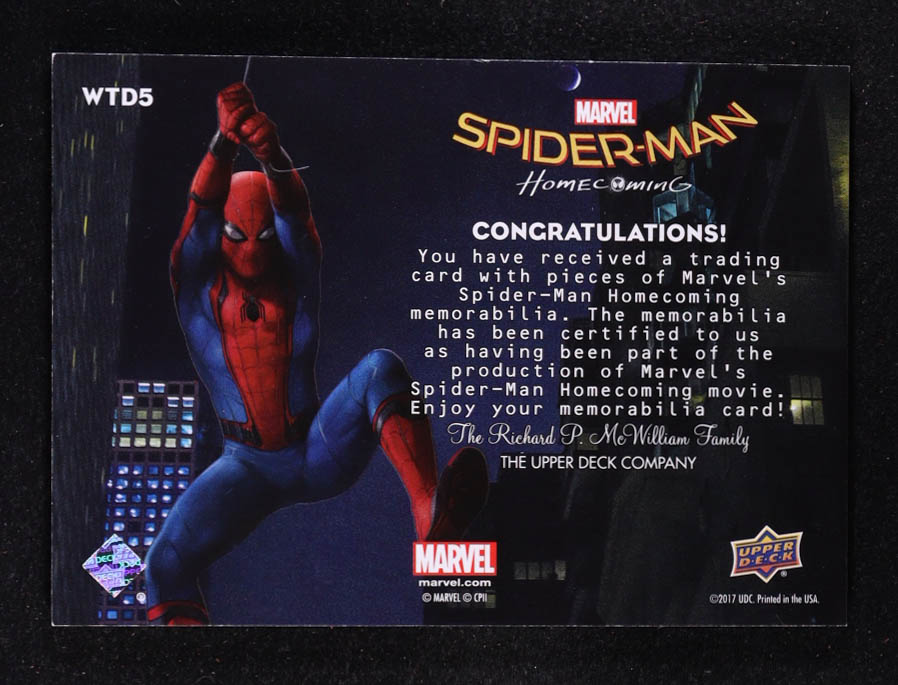 WTD5
MARVEL
SPIDER-MAN
HOMECOMING
CONGRATULATIONS!
You have received a trading
card with pieces of Marvel's
Spider-Man Homecoming
memorabilia. The memorabilia
has been certified to us
as having been part of the
production of Marvel's
Spider-Man Homecoming movie.
Enjoy your memorabilia card!
The Richard P. McWilliam Family
THE UPPER DECK COMPANY
MARVEL
marvel.com
© MARVEL © CPII
UPPER
D·E·C·K
®
©2017 UDC. Printed in the USA.